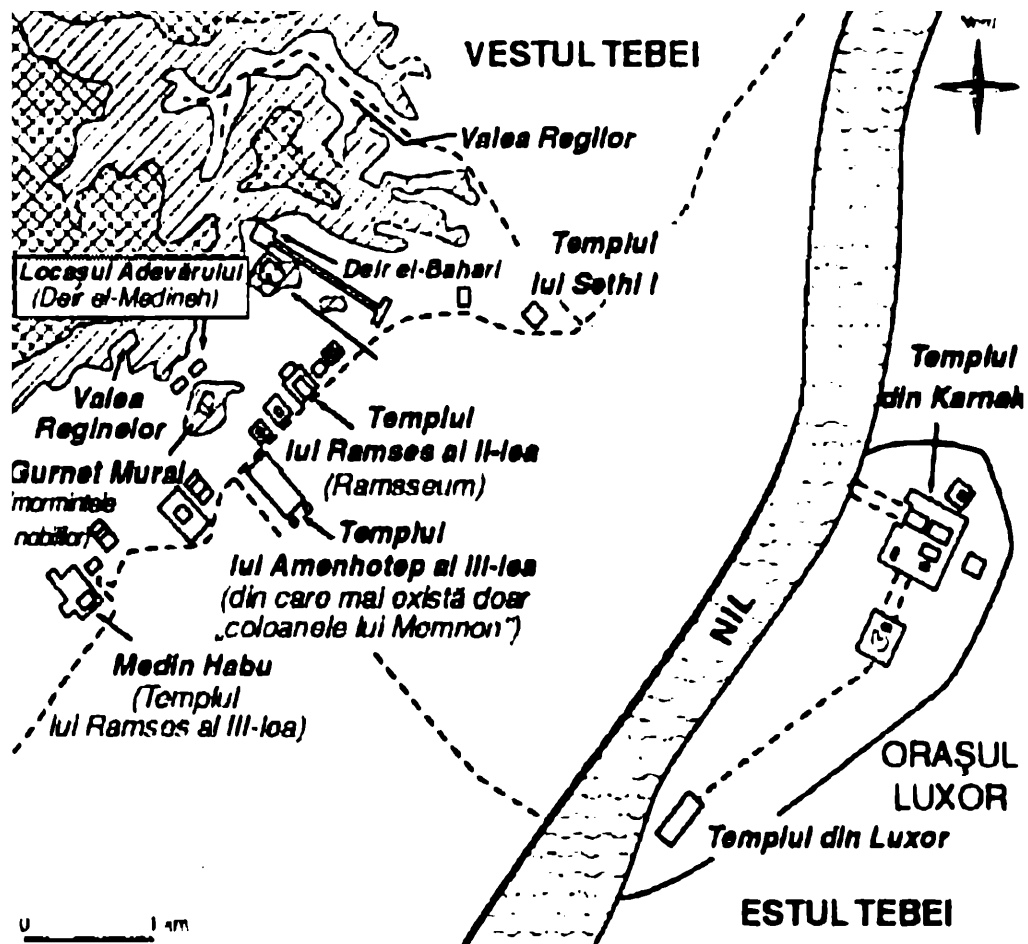 VESTUL TEBEI
Valea Regilor
Templul
lui Sethi I
Deir el-Bahari
Locașul Adevărului
(Deir el-Medineh)
Templul
din Karnak
Valea
Reginelor
Templul
lui Ramses al II-lea
(Ramaseum)
Gurnet Murai
(mormintele
nobililor)
Templul
lui Amenhotep al III-lea
(din care mai există doar
„coloanele lui Memnon”)
NIL
Medin Habu
(Templul
lui Ramses al III-lea)
ORAȘUL
LUXOR
Templul din Luxor
ESTUL TEBEI
0 1 km